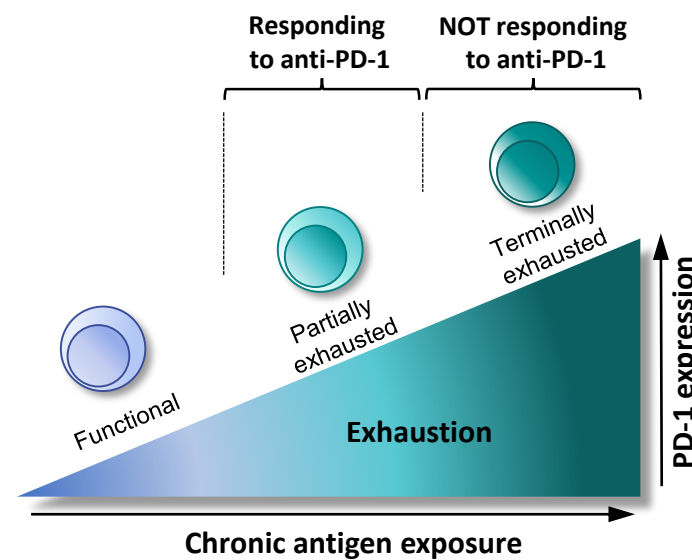 Responding
to anti-PD-1
NOT responding
to anti-PD-1
Functional
Partially
exhausted
Terminally
exhausted
Exhaustion
PD-1 expression
Chronic antigen exposure